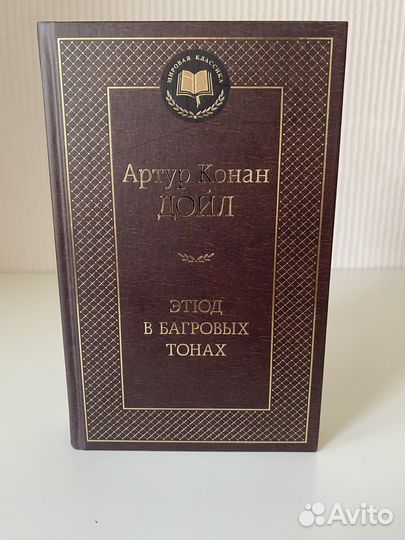 МИРОВАЯ КЛАССИКА
Артур Конан
ДОЙЛ
ЭТЮД
В БАГРОВЫХ
ТОНАХ
Avito